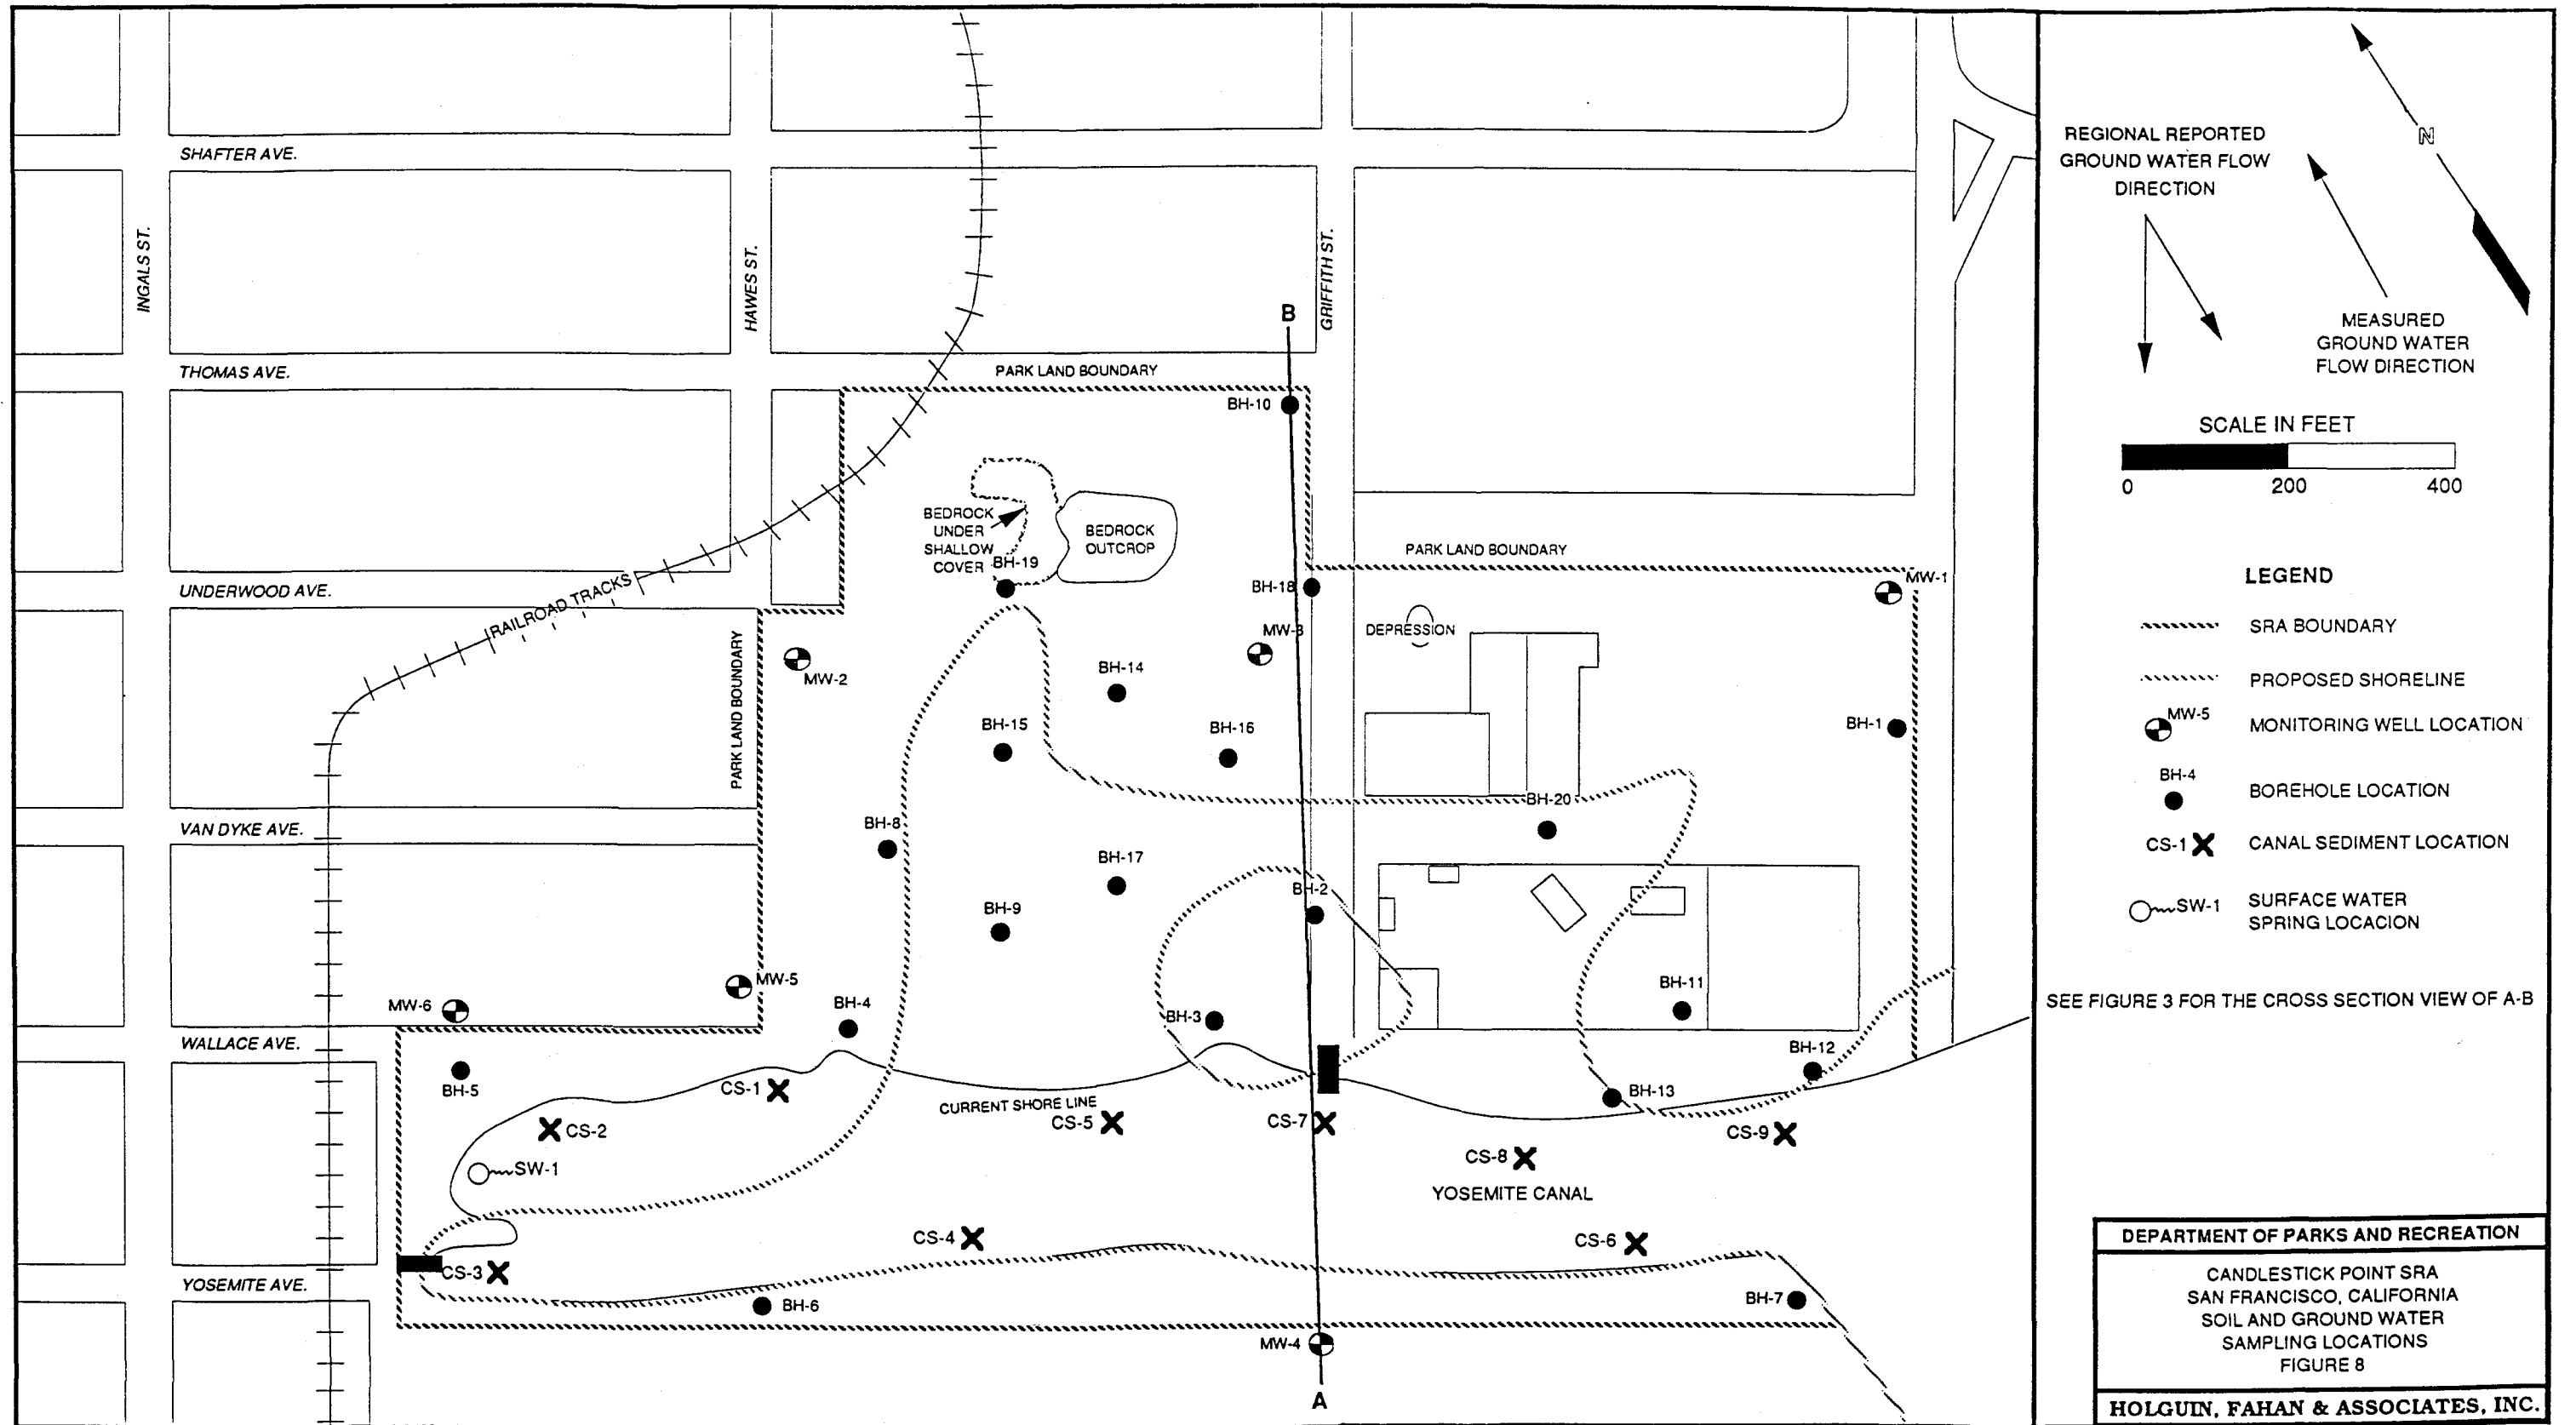 SHAFTER AVE.
INGALS ST.
HAWES ST.
GRIFFITH ST.
B
THOMAS AVE.
PARK LAND BOUNDARY
BH-10
BEDROCK
UNDER
SHALLOW
COVER
BEDROCK
OUTCROP
BH-19
PARK LAND BOUNDARY
BH-18
MW-1
UNDERWOOD AVE.
RAILROAD TRACKS
MW-3
DEPRESSION
PARK LAND BOUNDARY
MW-2
BH-14
BH-15
BH-16
BH-1
BH-20
VAN DYKE AVE.
BH-8
BH-17
BH-2
BH-9
MW-5
BH-11
MW-6
BH-4
BH-3
WALLACE AVE.
BH-12
BH-5
CS-1
BH-13
CURRENT SHORE LINE
CS-2
CS-5
CS-7
CS-9
CS-8
SW-1
YOSEMITE CANAL
CS-4
CS-6
CS-3
YOSEMITE AVE.
BH-6
BH-7
MW-4
A
N
REGIONAL REPORTED
GROUND WATER FLOW
DIRECTION
MEASURED
GROUND WATER
FLOW DIRECTION
SCALE IN FEET
0 200 400
LEGEND
SRA BOUNDARY
PROPOSED SHORELINE
MW-5 MONITORING WELL LOCATION
BH-4
BOREHOLE LOCATION
CS-1 CANAL SEDIMENT LOCATION
SW-1 SURFACE WATER
SPRING LOCACION
SEE FIGURE 3 FOR THE CROSS SECTION VIEW OF A-B
DEPARTMENT OF PARKS AND RECREATION
CANDLESTICK POINT SRA
SAN FRANCISCO, CALIFORNIA
SOIL AND GROUND WATER
SAMPLING LOCATIONS
FIGURE 8
HOLGUIN, FAHAN & ASSOCIATES, INC.